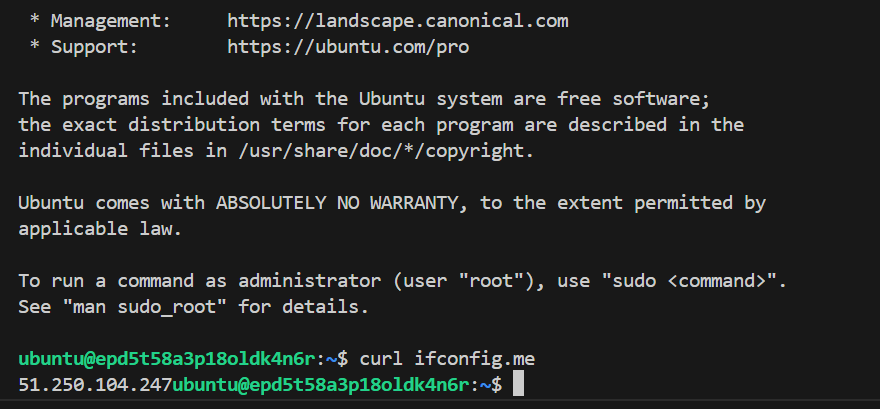 * Management:     https://landscape.canonical.com
* Support:        https://ubuntu.com/pro
The programs included with the Ubuntu system are free software;
the exact distribution terms for each program are described in the
individual files in /usr/share/doc/*/copyright.
Ubuntu comes with ABSOLUTELY NO WARRANTY, to the extent permitted by
applicable law.
To run a command as administrator (user "root"), use "sudo <command>".
See "man sudo_root" for details.
ubuntu@epd5t58a3p18oldk4n6r:~$ curl ifconfig.me
51.250.104.247ubuntu@epd5t58a3p18oldk4n6r:~$